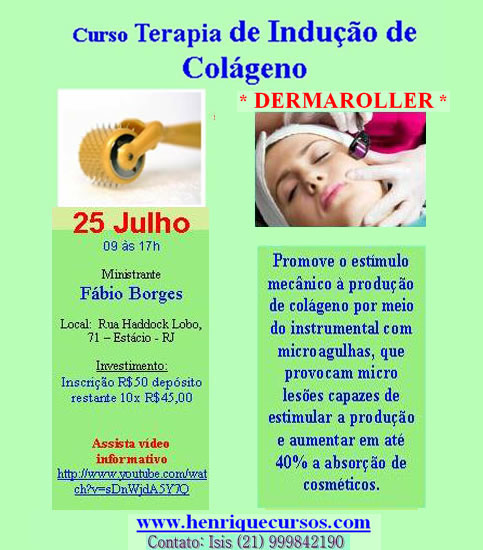 Curso Terapia de Indução de
Colágeno
* DERMAROLLER *
25 Julho
09 às 17h
Ministrante
Fábio Borges
Local: Rua Haddock Lobo,
71 – Estácio - RJ
Investimento:
Inscrição R$50 depósito
restante 10x R$45,00
Assista vídeo
informativo
http://www.youtube.com/wat
ch?v=sDnWjdA5Y7Q
Promove o estímulo
mecânico à produção
de colágeno por meio
do instrumental com
microagulhas, que
provocam micro
lesões capazes de
estimular a produção
e aumentar em até
40% a absorção de
cosméticos.
www.henriquecursos.com
Contato: Isis (21) 999842190